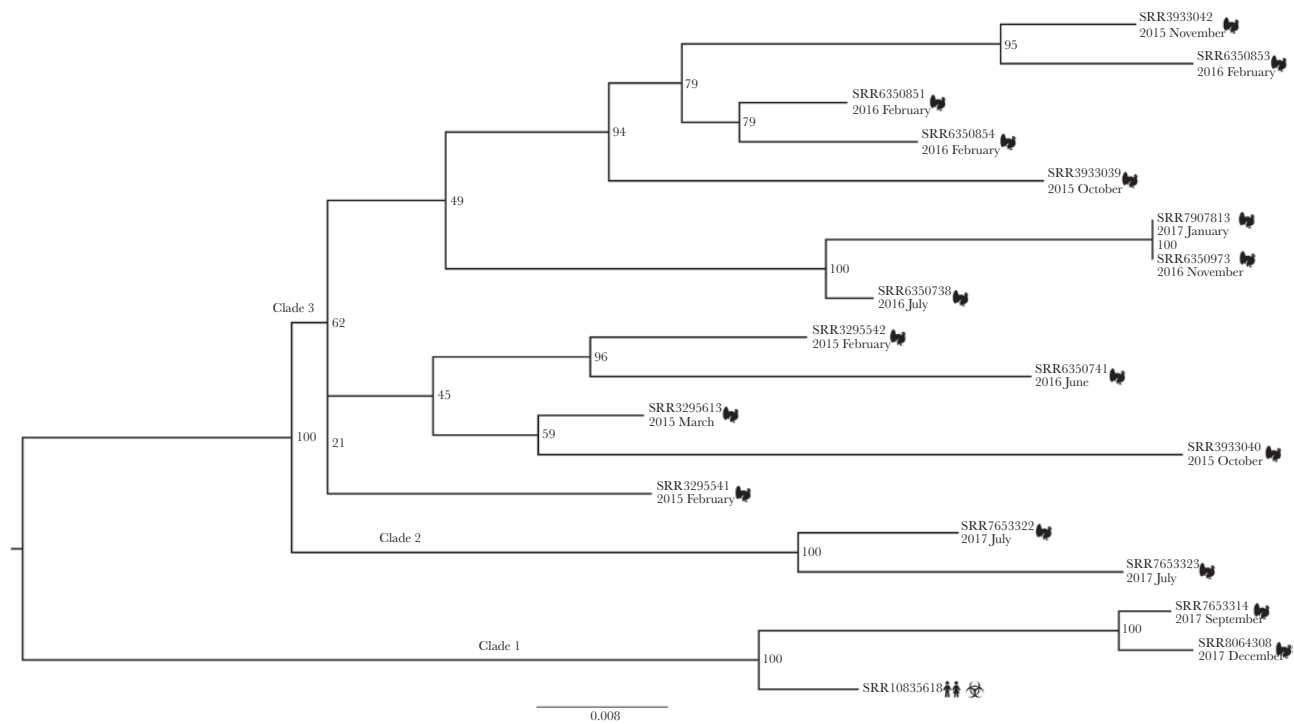 SRR3933042
2015 November
95
SRR6350853
2016 February
79
SRR6350851
2016 February
79
SRR6350854
2016 February
94
SRR3933039
2015 October
49
SRR7907813
2017 January
100
SRR6350973
2016 November
100
SRR6350738
2016 July
Clade 3
62
SRR3295542
2015 February
96
SRR6350741
2016 June
45
SRR3295613
2015 March
59
100
21
SRR3933040
2015 October
SRR3295541
2015 February
Clade 2
SRR7653322
2017 July
100
SRR7653323
2017 July
SRR7653314
2017 September
100
Clade 1
SRR8064308
2017 December
100
SRR10835618
0.008